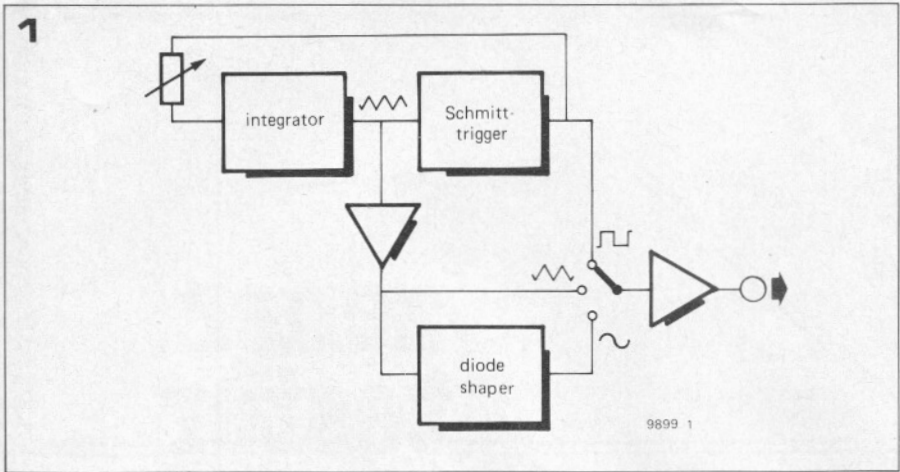 1
integrator
Schmitt-
trigger
diode
shaper
9899 1